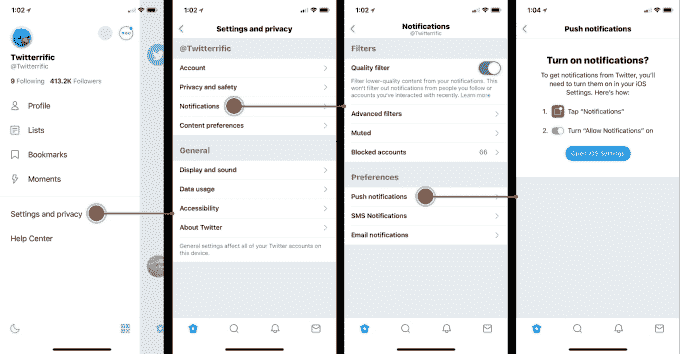 1:02
Twitterrific
@Twitterrific
9 Following 413.2K Followers
Profile
Lists
Bookmarks
Moments
Settings and privacy
Help Center
1:02
Settings and privacy
@Twitterrific
Account
Privacy and safety
Notifications
Content preferences
General
Display and sound
Data usage
Accessibility
About Twitter
General settings affect all of your Twitter accounts on
this device.
1:02
Notifications
@Twitterrific
Filters
Quality filter
Filter lower-quality content from your notifications. This
won't filter out notifications from people you follow or
accounts you've interacted with recently. Learn more
Advanced filters
Muted
Blocked accounts 66
Preferences
Push notifications
SMS Notifications
Email notifications
1:04
Push notifications
Turn on notifications?
To get notifications from Twitter, you'll
need to turn them on in your iOS
Settings. Here's how:
1. Tap "Notifications"
2. Turn "Allow Notifications" on
Open iOS Settings